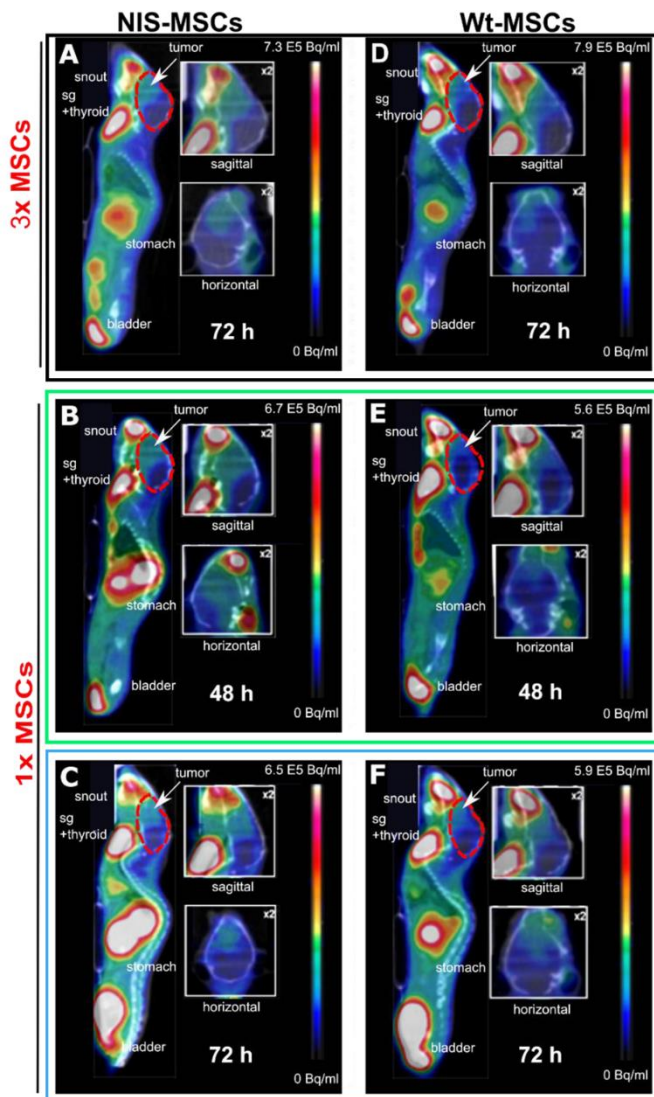 NIS-MSCs
Wt-MSCs
3x MSCs
A
tumor
7.3 E5 Bq/ml
snout
x2
sg
+thyroid
sagittal
x2
stomach
horizontal
bladder
72 h
0 Bq/ml
D
tumor
7.9 E5 Bq/ml
snout
x2
sg
+thyroid
sagittal
x2
stomach
horizontal
bladder
72 h
0 Bq/ml
1x MSCs
B
tumor
6.7 E5 Bq/ml
snout
x2
sg
+thyroid
sagittal
x2
stomach
horizontal
bladder
48 h
0 Bq/ml
E
tumor
5.6 E5 Bq/ml
snout
x2
sg
+thyroid
sagittal
x2
stomach
horizontal
bladder
48 h
0 Bq/ml
C
tumor
6.5 E5 Bq/ml
snout
x2
sg
+thyroid
sagittal
x2
stomach
horizontal
bladder
72 h
0 Bq/ml
F
tumor
5.9 E5 Bq/ml
snout
x2
sg
+thyroid
sagittal
x2
stomach
horizontal
bladder
72 h
0 Bq/ml